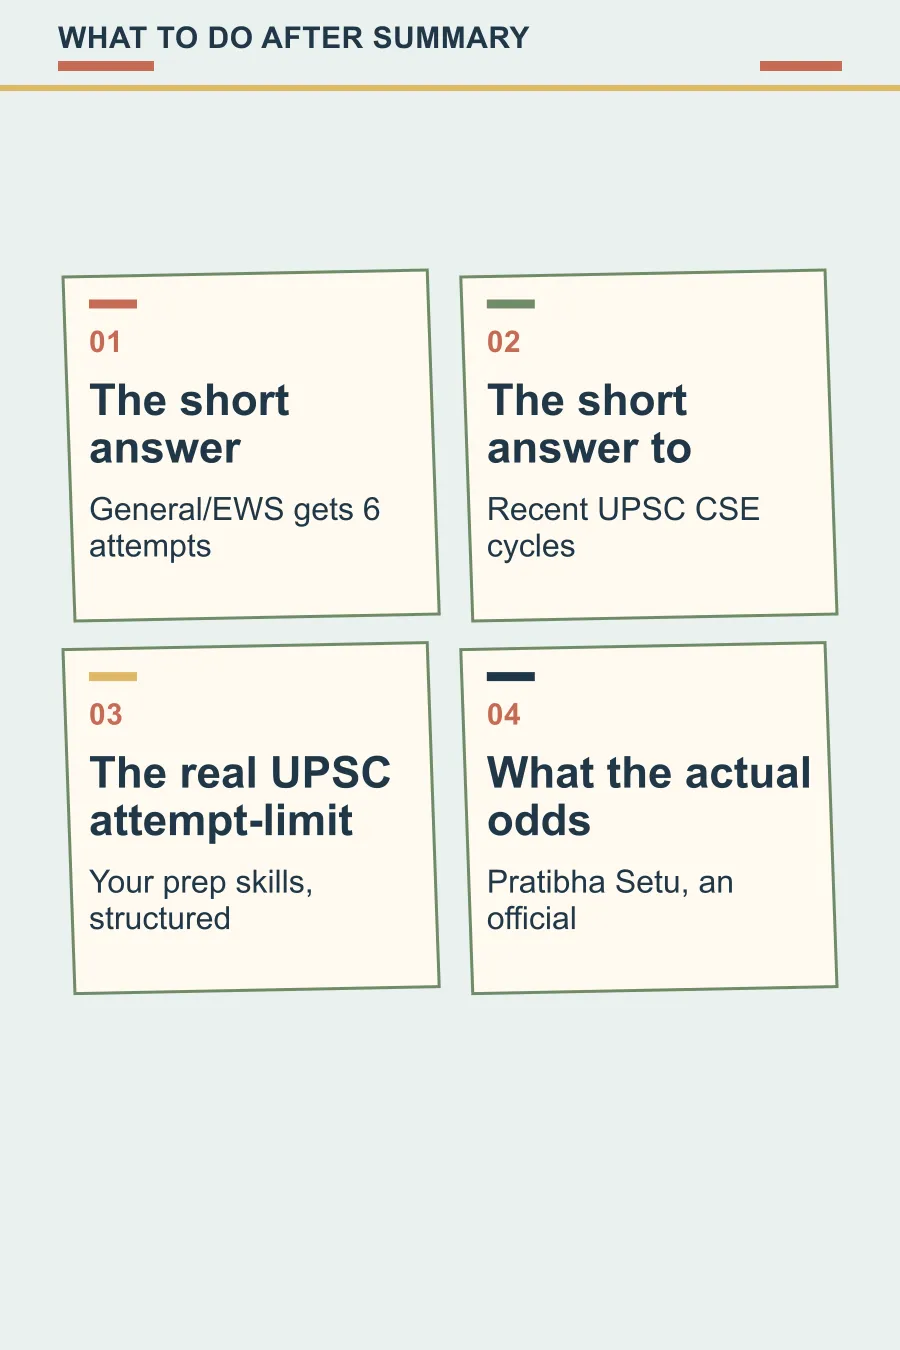 WHAT TO DO AFTER SUMMARY
01
The short
answer
General/EWS gets 6
attempts
02
The short
answer to
Recent UPSC CSE
cycles
03
The real UPSC
attempt-limit
Your prep skills,
structured
04
What the actual
odds
Pratibha Setu, an
official